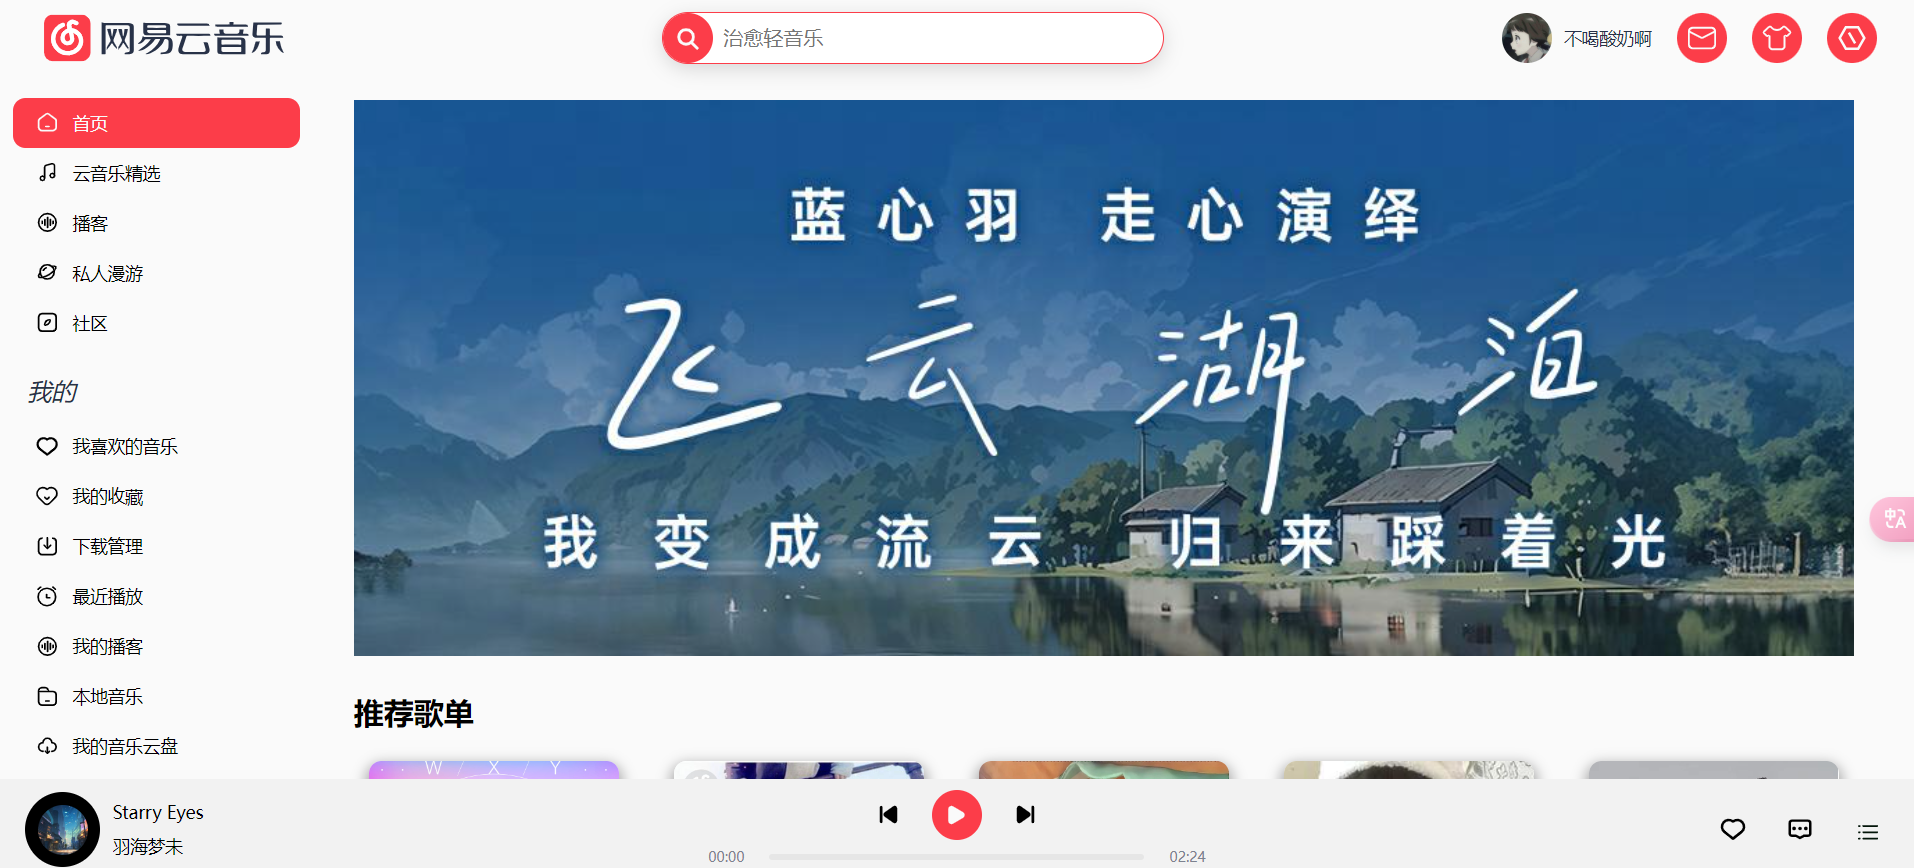 网易云音乐
治愈轻音乐
不喝酸奶啊
首页
云音乐精选
播客
私人漫游
社区
我的
我喜欢的音乐
我的收藏
下载管理
最近播放
我的播客
本地音乐
我的音乐云盘
蓝心羽 走心演绎
飞云湖泊
我变成流云 归来踩着光
推荐歌单
W X Y
Starry Eyes
羽海梦未
00:00
02:24
中A